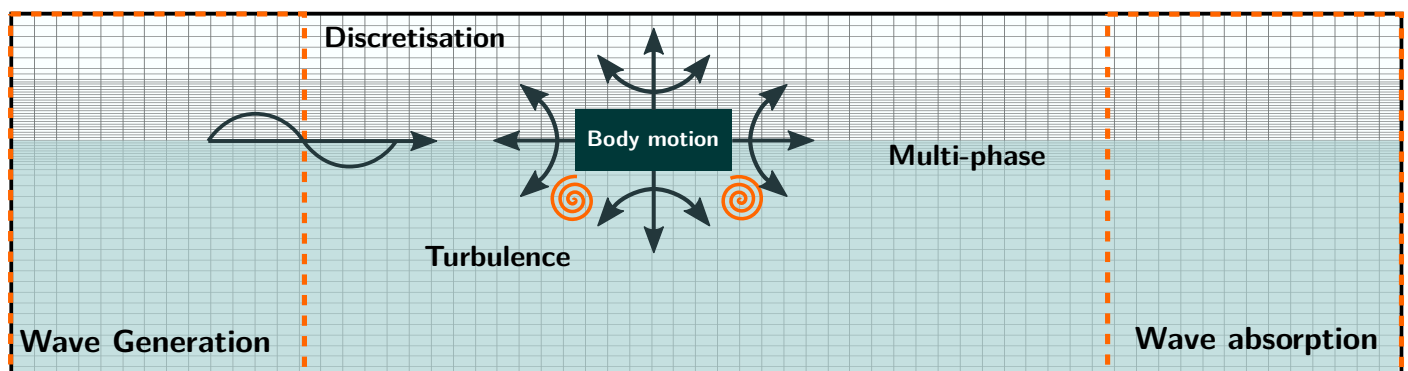 Discretisation
Body motion
Multi-phase
Turbulence
Wave Generation
Wave absorption